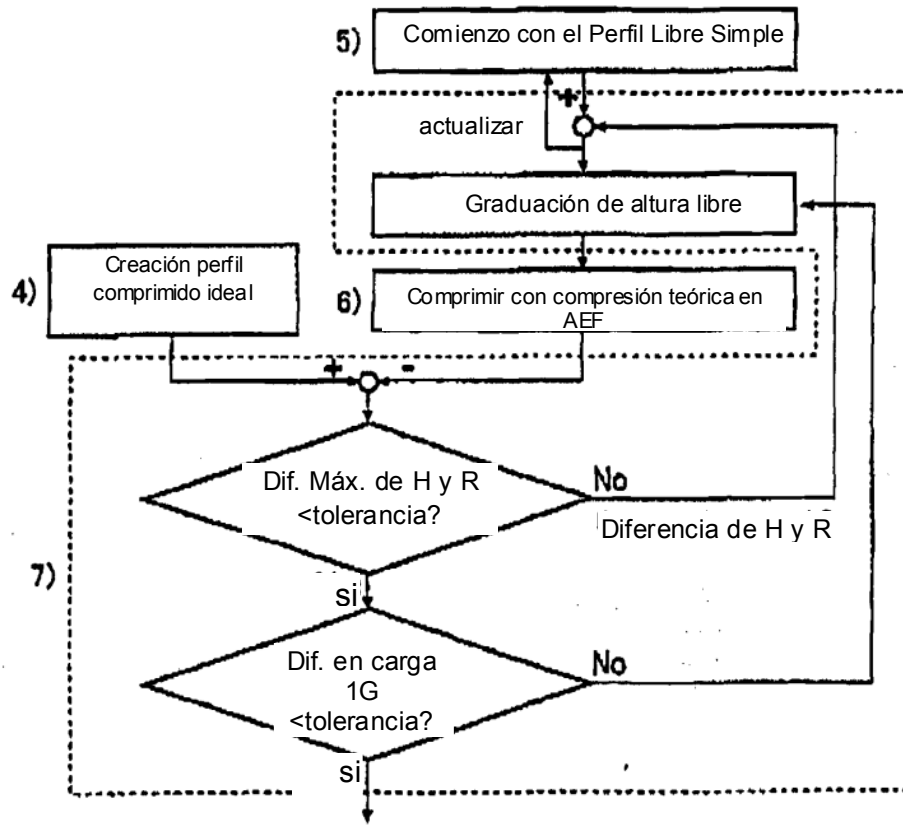 5)
Comienzo con el Perfil Libre Simple
+
actualizar
Graduación de altura libre
4)
Creación perfil
comprimido ideal
6)
Comprimir con compresión teórica en
AEF
+
-
Dif. Máx. de H y R
<tolerancia?
No
Diferencia de H y R
7)
si
Dif. en carga
1G
<tolerancia?
No
si